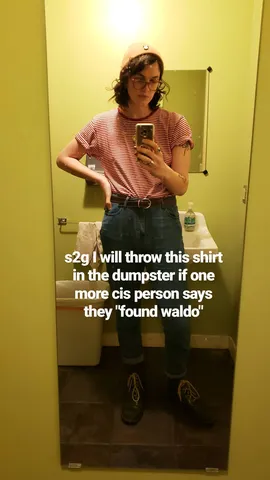 s2g I will throw this shirt
in the dumpster if one
more cis person says
they "found waldo"